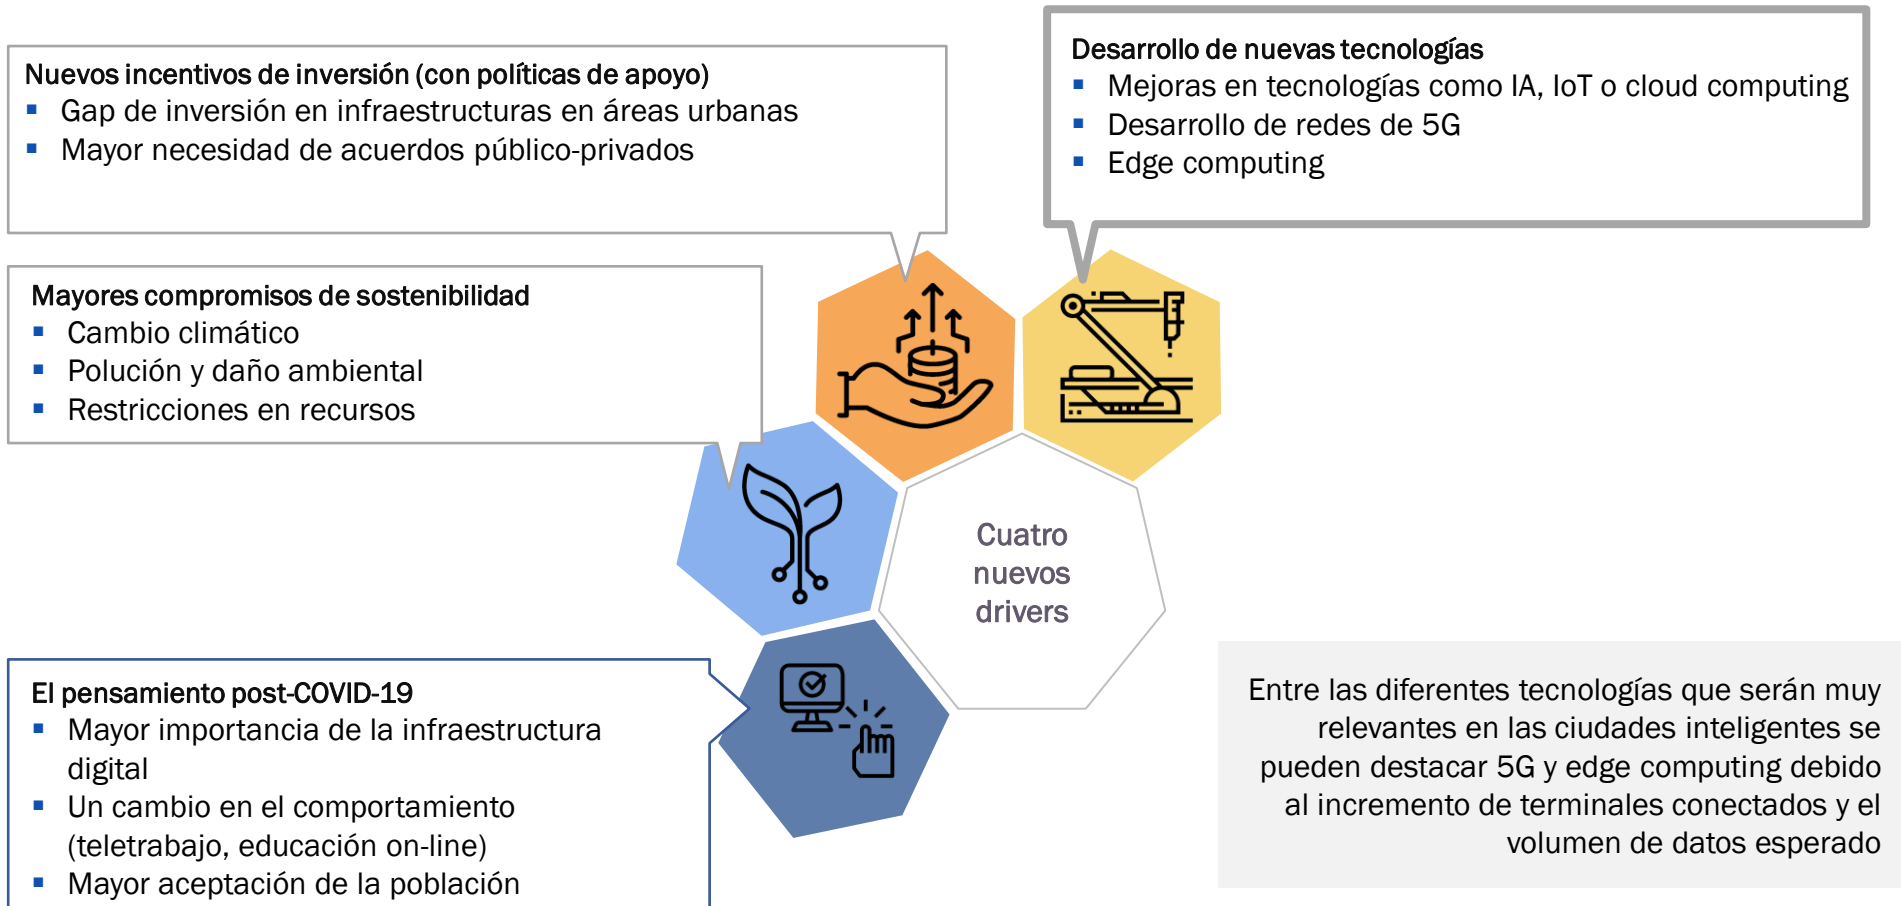 Nuevos incentivos de inversión (con políticas de apoyo)
▪ Gap de inversión en infraestructuras en áreas urbanas
▪ Mayor necesidad de acuerdos público-privados
Desarrollo de nuevas tecnologías
▪ Mejoras en tecnologías como IA, IoT o cloud computing
▪ Desarrollo de redes de 5G
▪ Edge computing
Mayores compromisos de sostenibilidad
▪ Cambio climático
▪ Polución y daño ambiental
▪ Restricciones en recursos
Cuatro
nuevos
drivers
El pensamiento post-COVID-19
▪ Mayor importancia de la infraestructura
digital
▪ Un cambio en el comportamiento
(teletrabajo, educación on-line)
▪ Mayor aceptación de la población
Entre las diferentes tecnologías que serán muy
relevantes en las ciudades inteligentes se
pueden destacar 5G y edge computing debido
al incremento de terminales conectados y el
volumen de datos esperado